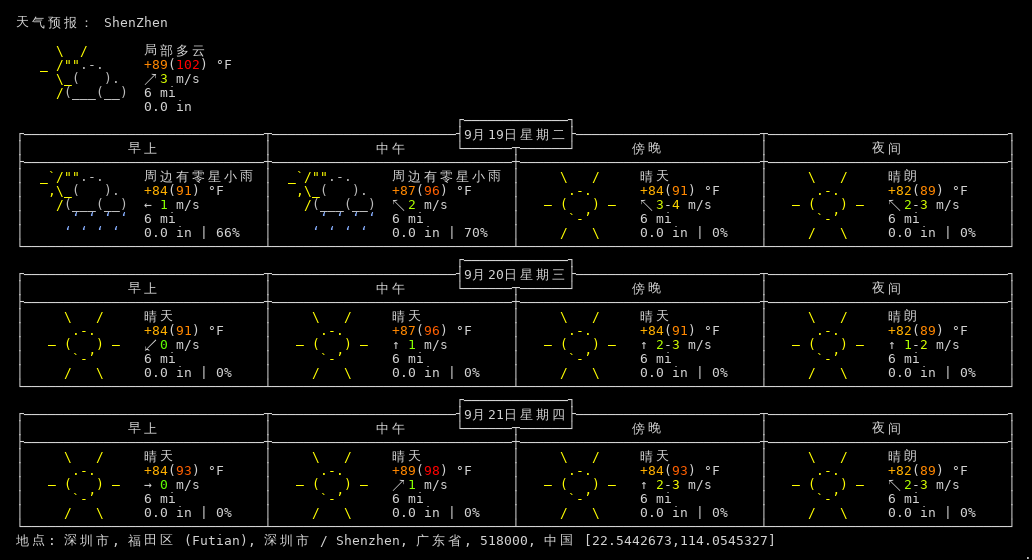 天气预报： ShenZhen
局部多云
+89(102) °F
↗3 m/s
6 mi
0.0 in
9月19日星期二
早上 中午 傍晚 夜间
周边有零星小雨 周边有零星小雨 晴天 晴朗
+84(91) °F +87(96) °F +84(91) °F +82(89) °F
← 1 m/s ↖2 m/s ↖3-4 m/s ↖2-3 m/s
6 mi 6 mi 6 mi 6 mi
0.0 in | 66% 0.0 in | 70% 0.0 in | 0% 0.0 in | 0%
9月20日星期三
早上 中午 傍晚 夜间
晴天 晴天 晴天 晴朗
+84(91) °F +87(96) °F +84(91) °F +82(89) °F
↙0 m/s ↑ 1 m/s ↑ 2-3 m/s ↑ 1-2 m/s
6 mi 6 mi 6 mi 6 mi
0.0 in | 0% 0.0 in | 0% 0.0 in | 0% 0.0 in | 0%
9月21日星期四
早上 中午 傍晚 夜间
晴天 晴天 晴天 晴朗
+84(93) °F +89(98) °F +84(93) °F +82(89) °F
→ 0 m/s ↗1 m/s ↑ 2-3 m/s ↖2-3 m/s
6 mi 6 mi 6 mi 6 mi
0.0 in | 0% 0.0 in | 0% 0.0 in | 0% 0.0 in | 0%
地点: 深圳市, 福田区 (Futian), 深圳市 / Shenzhen, 广东省, 518000, 中国 [22.5442673,114.0545327]